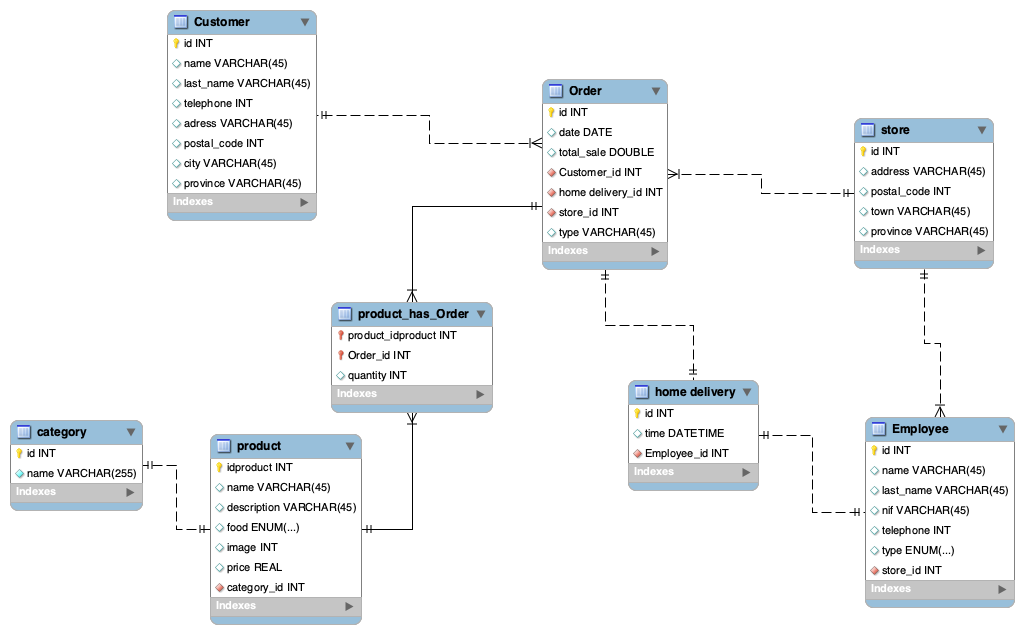 Customer
id INT
name VARCHAR(45)
last_name VARCHAR(45)
telephone INT
adress VARCHAR(45)
postal_code INT
city VARCHAR(45)
province VARCHAR(45)
Indexes
Order
id INT
date DATE
total_sale DOUBLE
Customer_id INT
home delivery_id INT
store_id INT
type VARCHAR(45)
Indexes
store
id INT
address VARCHAR(45)
postal_code INT
town VARCHAR(45)
province VARCHAR(45)
Indexes
product_has_Order
product_idproduct INT
Order_id INT
quantity INT
Indexes
home delivery
id INT
time DATETIME
Employee_id INT
Indexes
category
id INT
name VARCHAR(255)
Indexes
product
idproduct INT
name VARCHAR(45)
description VARCHAR(45)
food ENUM(...)
image INT
price REAL
category_id INT
Indexes
Employee
id INT
name VARCHAR(45)
last_name VARCHAR(45)
nif VARCHAR(45)
telephone INT
type ENUM(...)
store_id INT
Indexes